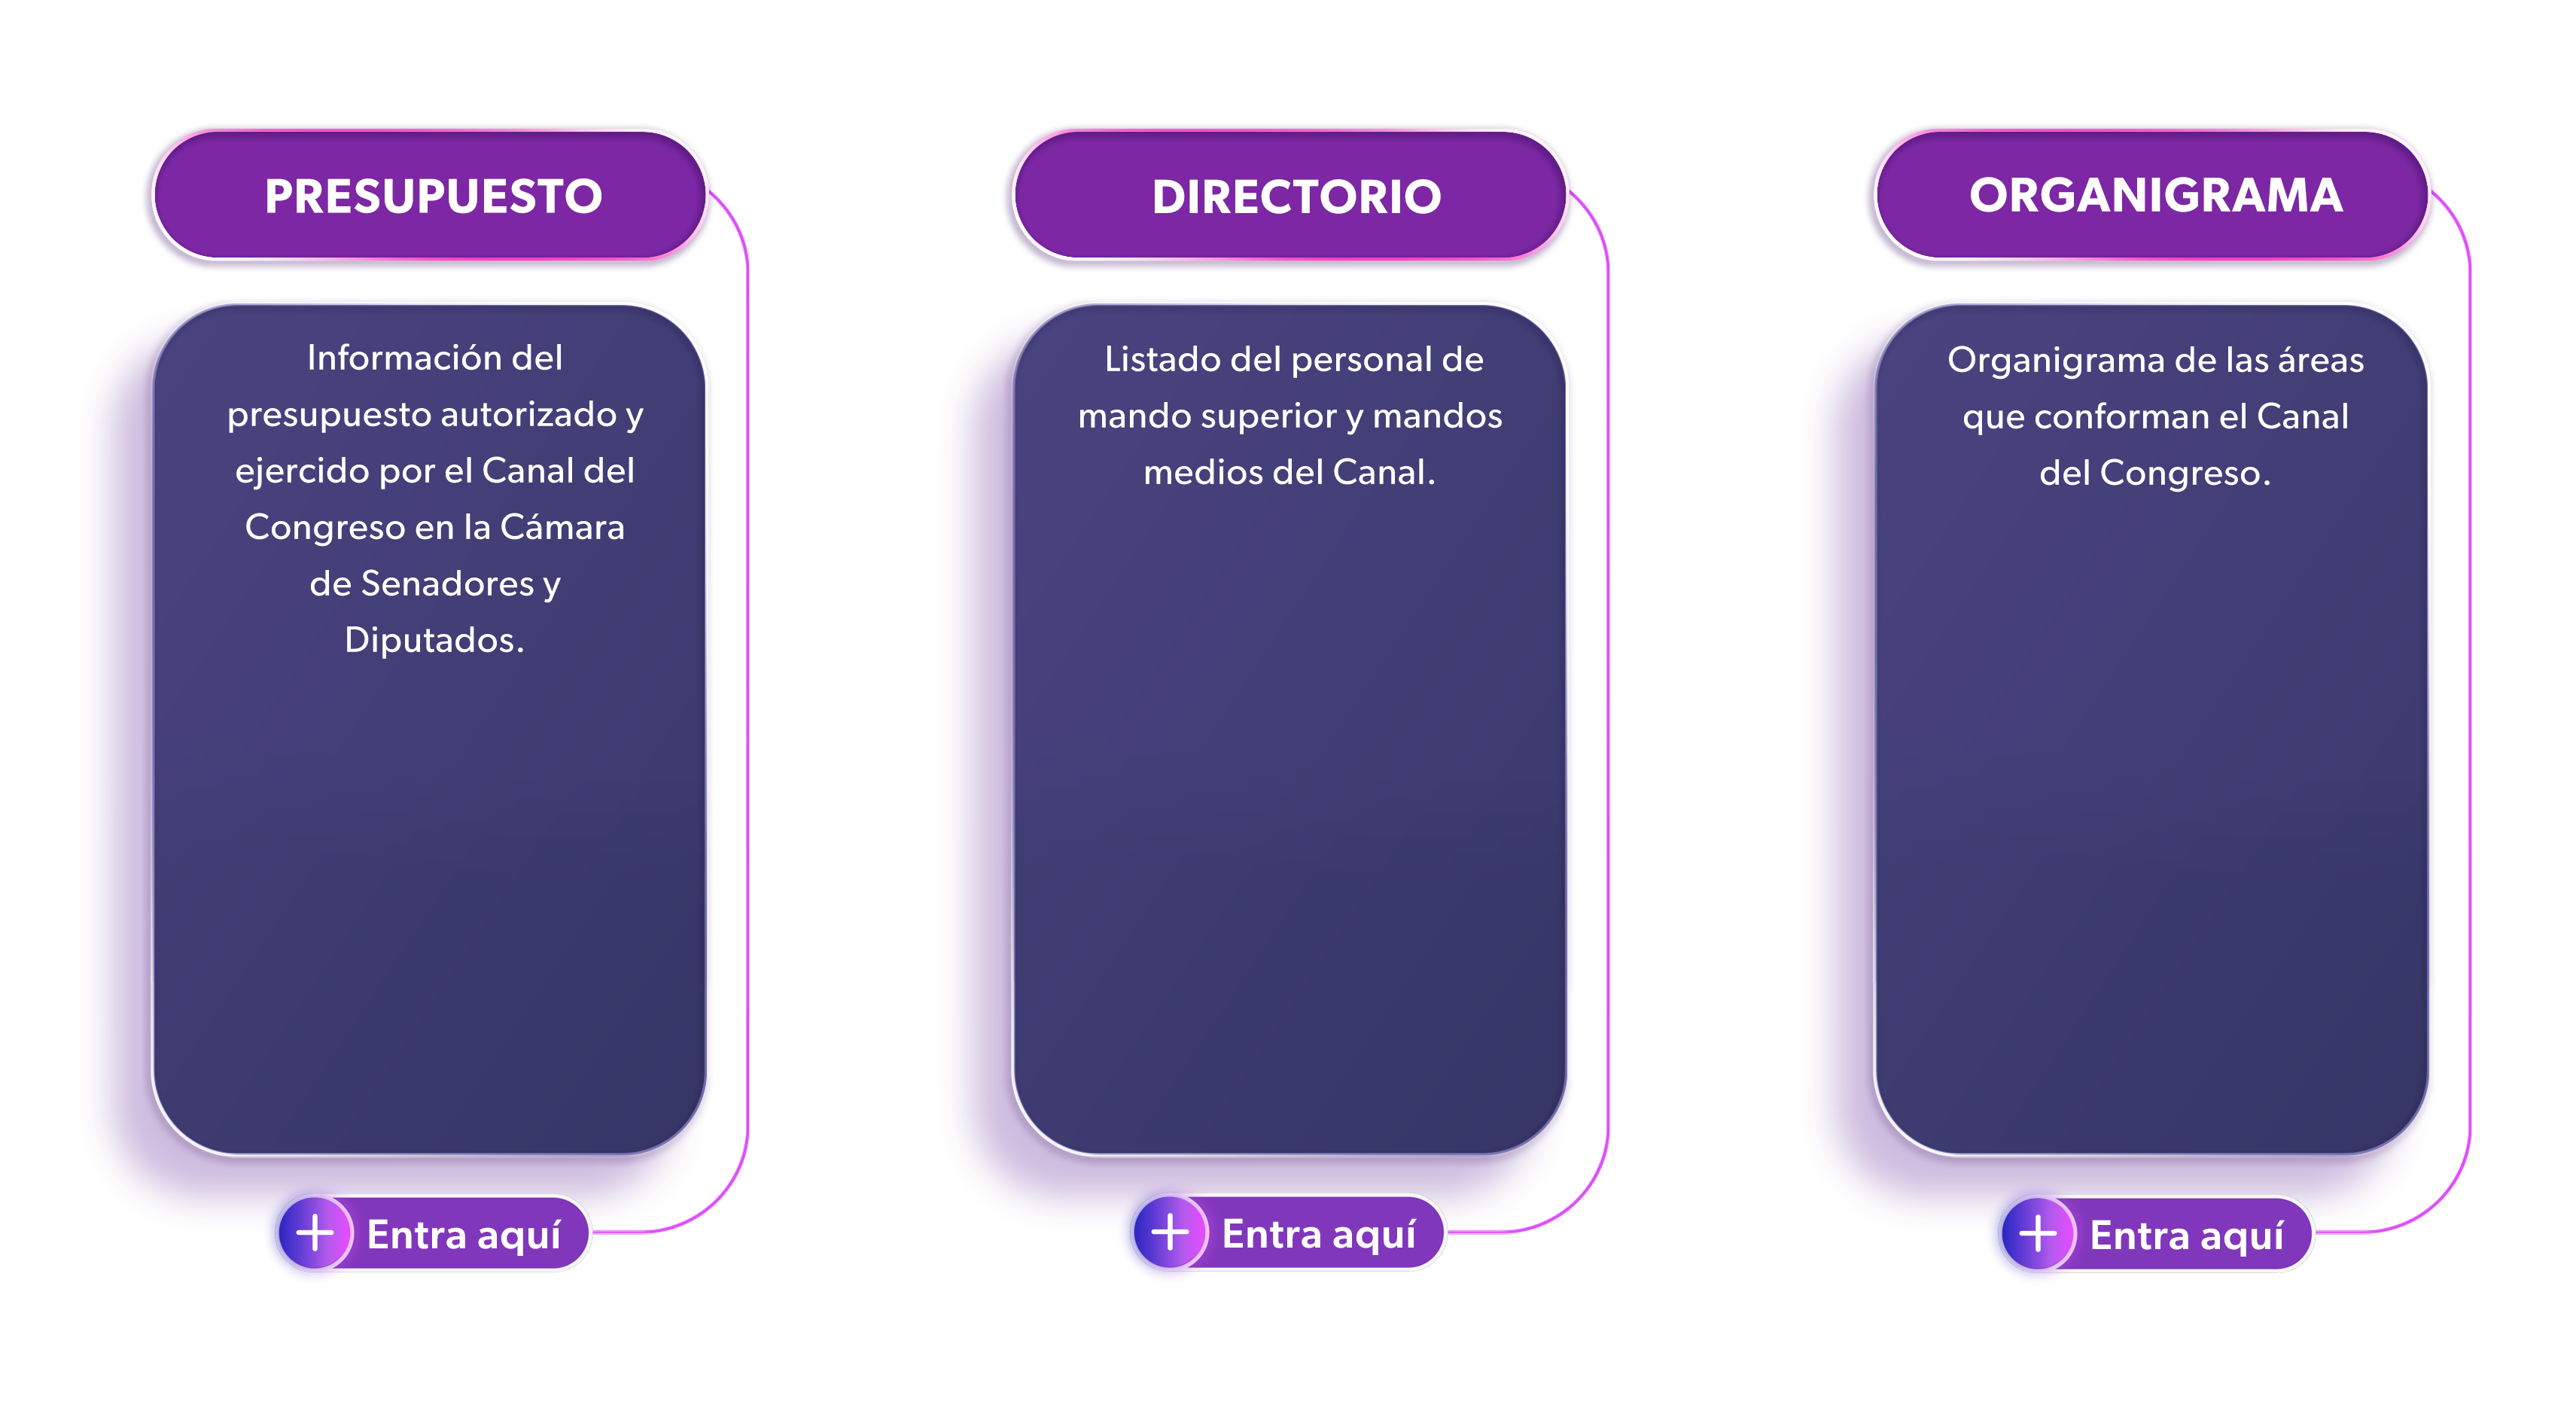 PRESUPUESTO
Información del
presupuesto autorizado y
ejercido por el Canal del
Congreso en la Cámara
de Senadores y
Diputados.
Entra aquí
DIRECTORIO
Listado del personal de
mando superior y mandos
medios del Canal.
Entra aquí
ORGANIGRAMA
Organigrama de las áreas
que conforman el Canal
del Congreso.
Entra aquí